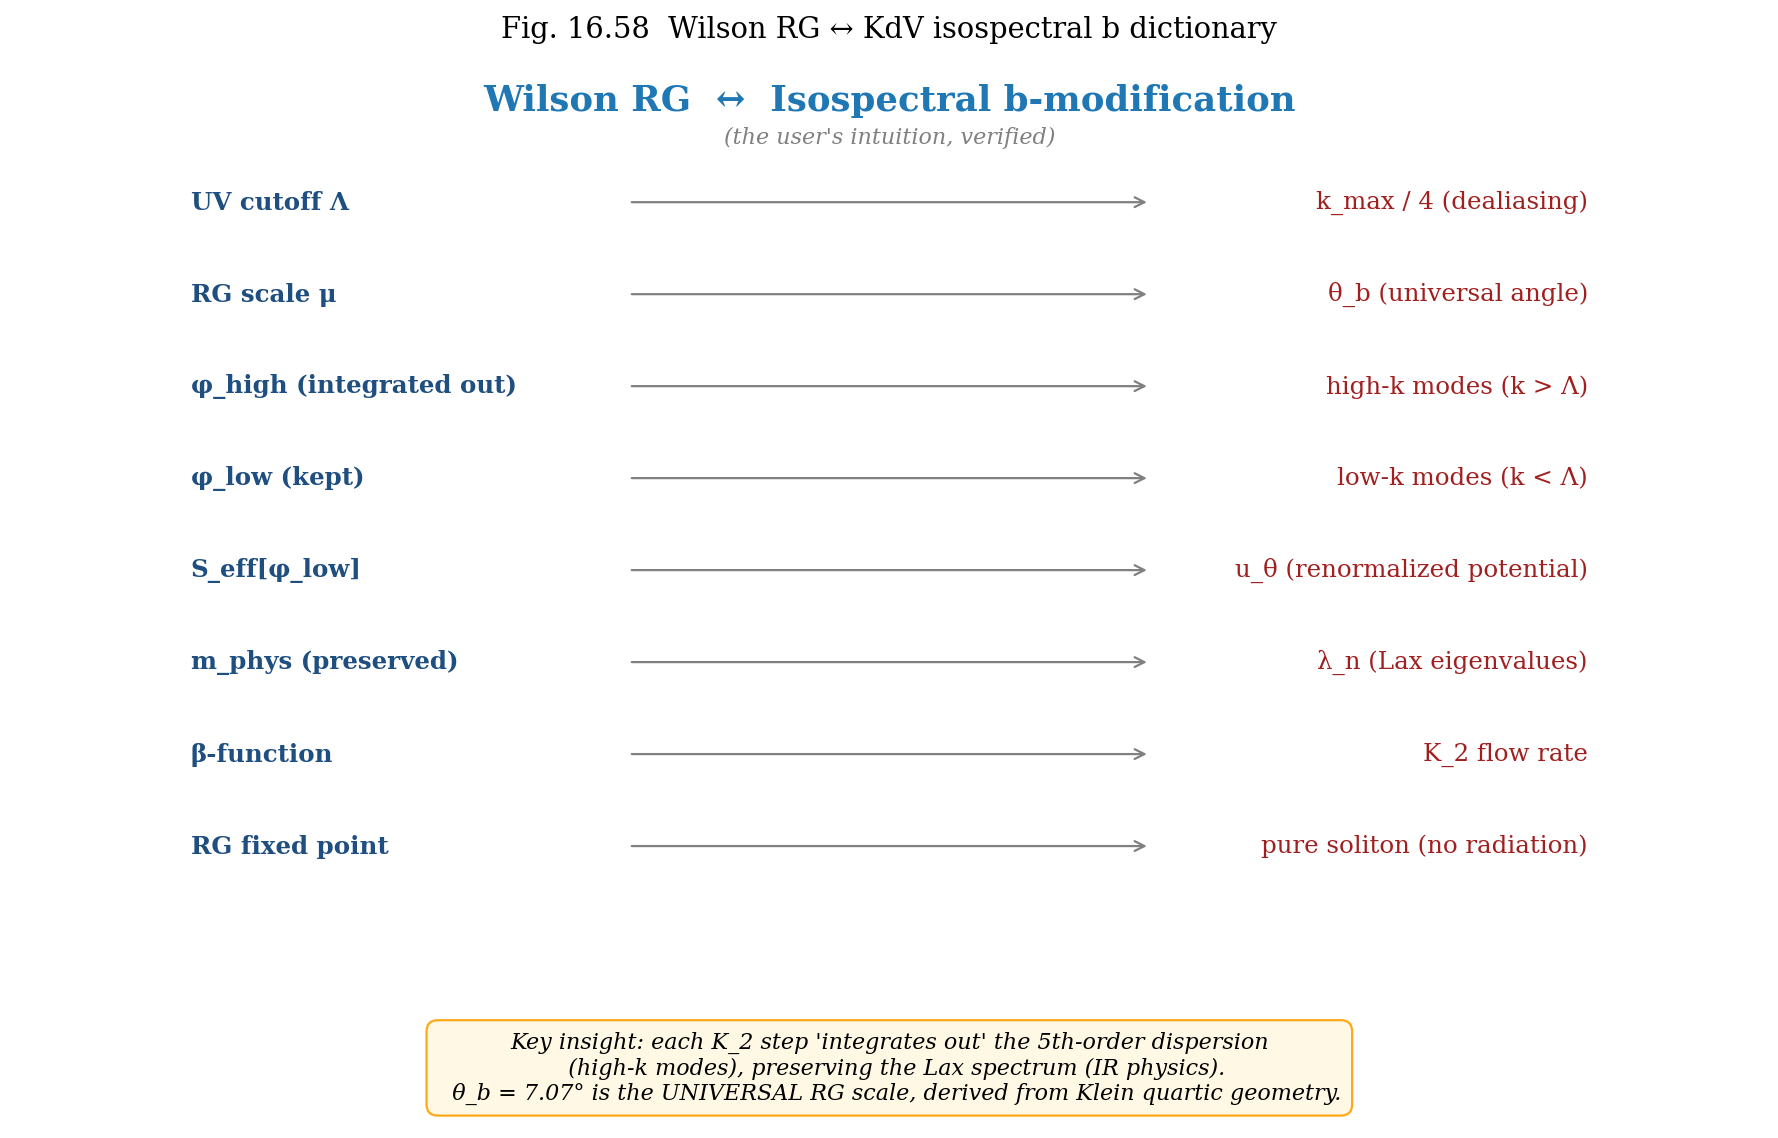 Fig. 16.58  Wilson RG ↔ KdV isospectral b dictionary
Wilson RG  ↔  Isospectral b-modification
(the user's intuition, verified)
UV cutoff Λ k_max / 4 (dealiasing)
RG scale μ θ_b (universal angle)
φ_high (integrated out) high-k modes (k > Λ)
φ_low (kept) low-k modes (k < Λ)
S_eff[φ_low] u_θ (renormalized potential)
m_phys (preserved) λ_n (Lax eigenvalues)
β-function K_2 flow rate
RG fixed point pure soliton (no radiation)
Key insight: each K_2 step 'integrates out' the 5th-order dispersion
(high-k modes), preserving the Lax spectrum (IR physics).
θ_b = 7.07° is the UNIVERSAL RG scale, derived from Klein quartic geometry.